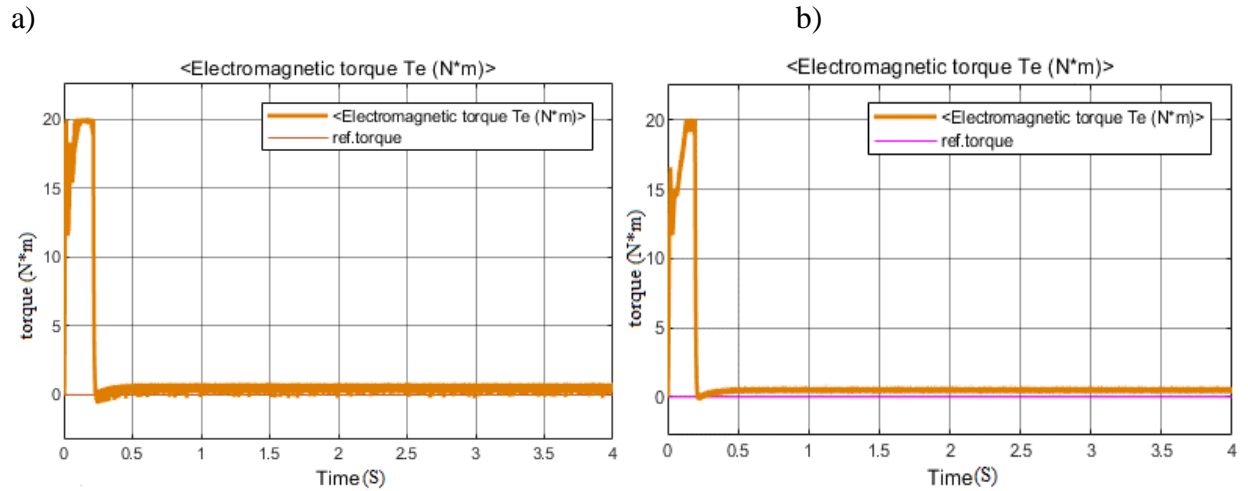 a)
<Electromagnetic torque Te (N*m)>
<Electromagnetic torque Te (N*m)>
ref.torque
20
15
10
5
0
torque (N*m)
0 0.5 1 1.5 2 2.5 3 3.5 4
Time (S)
b)
<Electromagnetic torque Te (N*m)>
<Electromagnetic torque Te (N*m)>
ref.torque
20
15
10
5
0
torque (N*m)
0 0.5 1 1.5 2 2.5 3 3.5 4
Time (S)